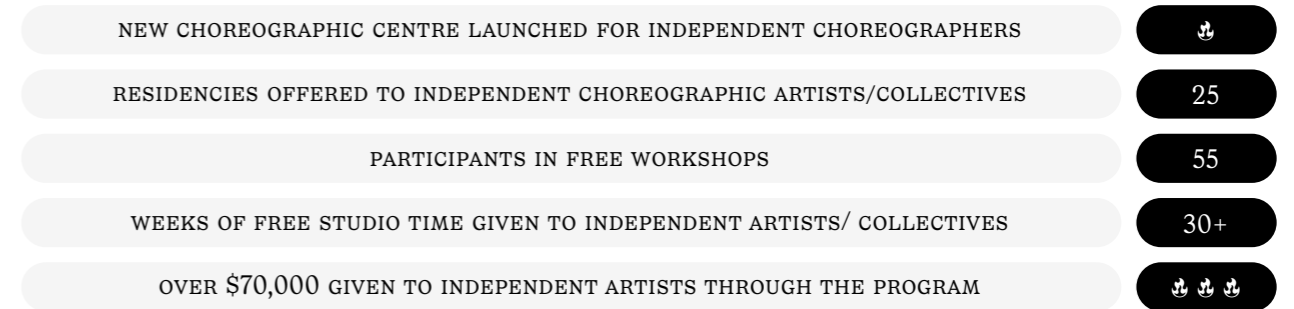 NEW CHOREOGRAPHIC CENTRE LAUNCHED FOR INDEPENDENT CHOREOGRAPHERS 🔥
RESIDENCIES OFFERED TO INDEPENDENT CHOREOGRAPHIC ARTISTS/COLLECTIVES 25
PARTICIPANTS IN FREE WORKSHOPS 55
WEEKS OF FREE STUDIO TIME GIVEN TO INDEPENDENT ARTISTS/ COLLECTIVES 30+
OVER $70,000 GIVEN TO INDEPENDENT ARTISTS THROUGH THE PROGRAM 🔥 🔥 🔥